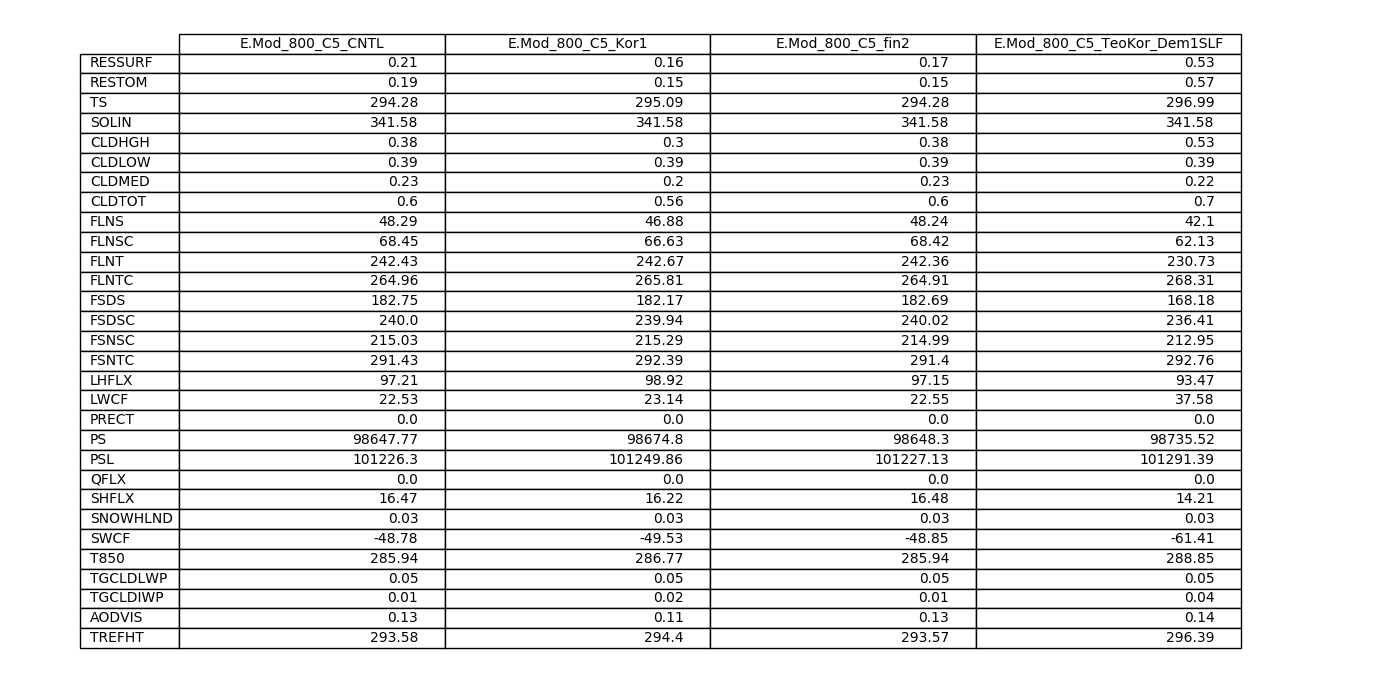 E.Mod_800_C5_CNTL E.Mod_800_C5_Kor1 E.Mod_800_C5_fin2 E.Mod_800_C5_TeoKor_Dem1SLF
RESSURF 0.21 0.16 0.17 0.53
RESTOM 0.19 0.15 0.15 0.57
TS 294.28 295.09 294.28 296.99
SOLIN 341.58 341.58 341.58 341.58
CLDHGH 0.38 0.3 0.38 0.53
CLDLOW 0.39 0.39 0.39 0.39
CLDMED 0.23 0.2 0.23 0.22
CLDTOT 0.6 0.56 0.6 0.7
FLNS 48.29 46.88 48.24 42.1
FLNSC 68.45 66.63 68.42 62.13
FLNT 242.43 242.67 242.36 230.73
FLNTC 264.96 265.81 264.91 268.31
FSDS 182.75 182.17 182.69 168.18
FSDSC 240.0 239.94 240.02 236.41
FSNSC 215.03 215.29 214.99 212.95
FSNTC 291.43 292.39 291.4 292.76
LHFLX 97.21 98.92 97.15 93.47
LWCF 22.53 23.14 22.55 37.58
PRECT 0.0 0.0 0.0 0.0
PS 98647.77 98674.8 98648.3 98735.52
PSL 101226.3 101249.86 101227.13 101291.39
QFLX 0.0 0.0 0.0 0.0
SHFLX 16.47 16.22 16.48 14.21
SNOWHLND 0.03 0.03 0.03 0.03
SWCF -48.78 -49.53 -48.85 -61.41
T850 285.94 286.77 285.94 288.85
TGCLDLWP 0.05 0.05 0.05 0.05
TGCLDIWP 0.01 0.02 0.01 0.04
AODVIS 0.13 0.11 0.13 0.14
TREFHT 293.58 294.4 293.57 296.39